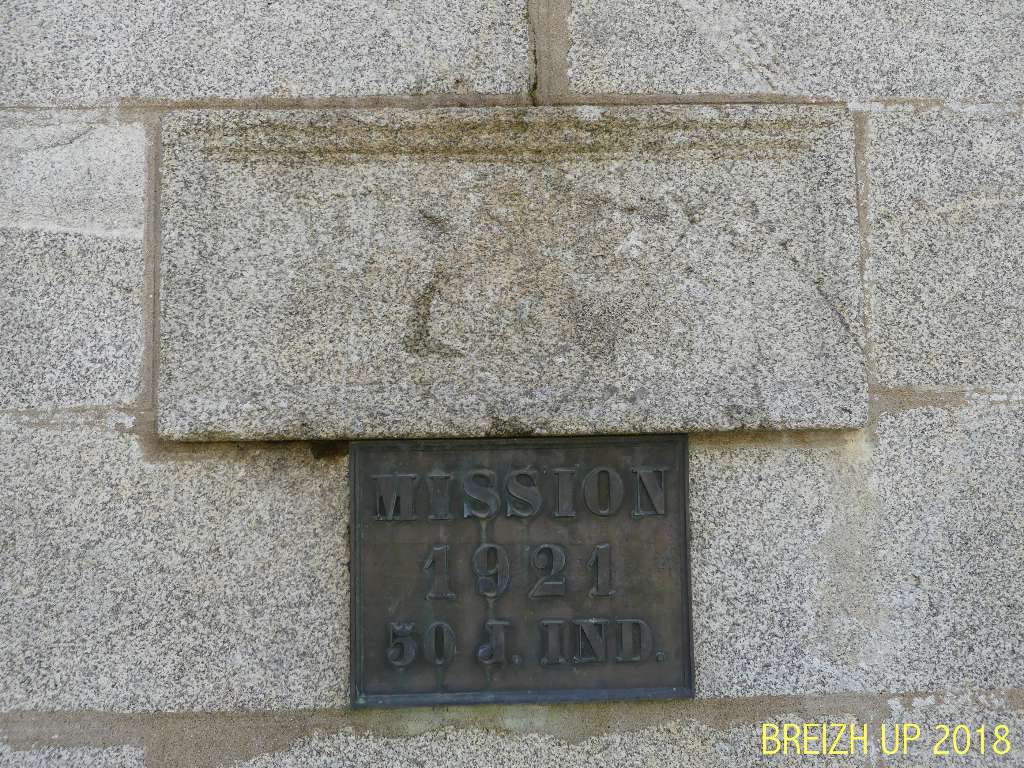 MISSION
1921
50 J. IND.
BREIZH UP 2018